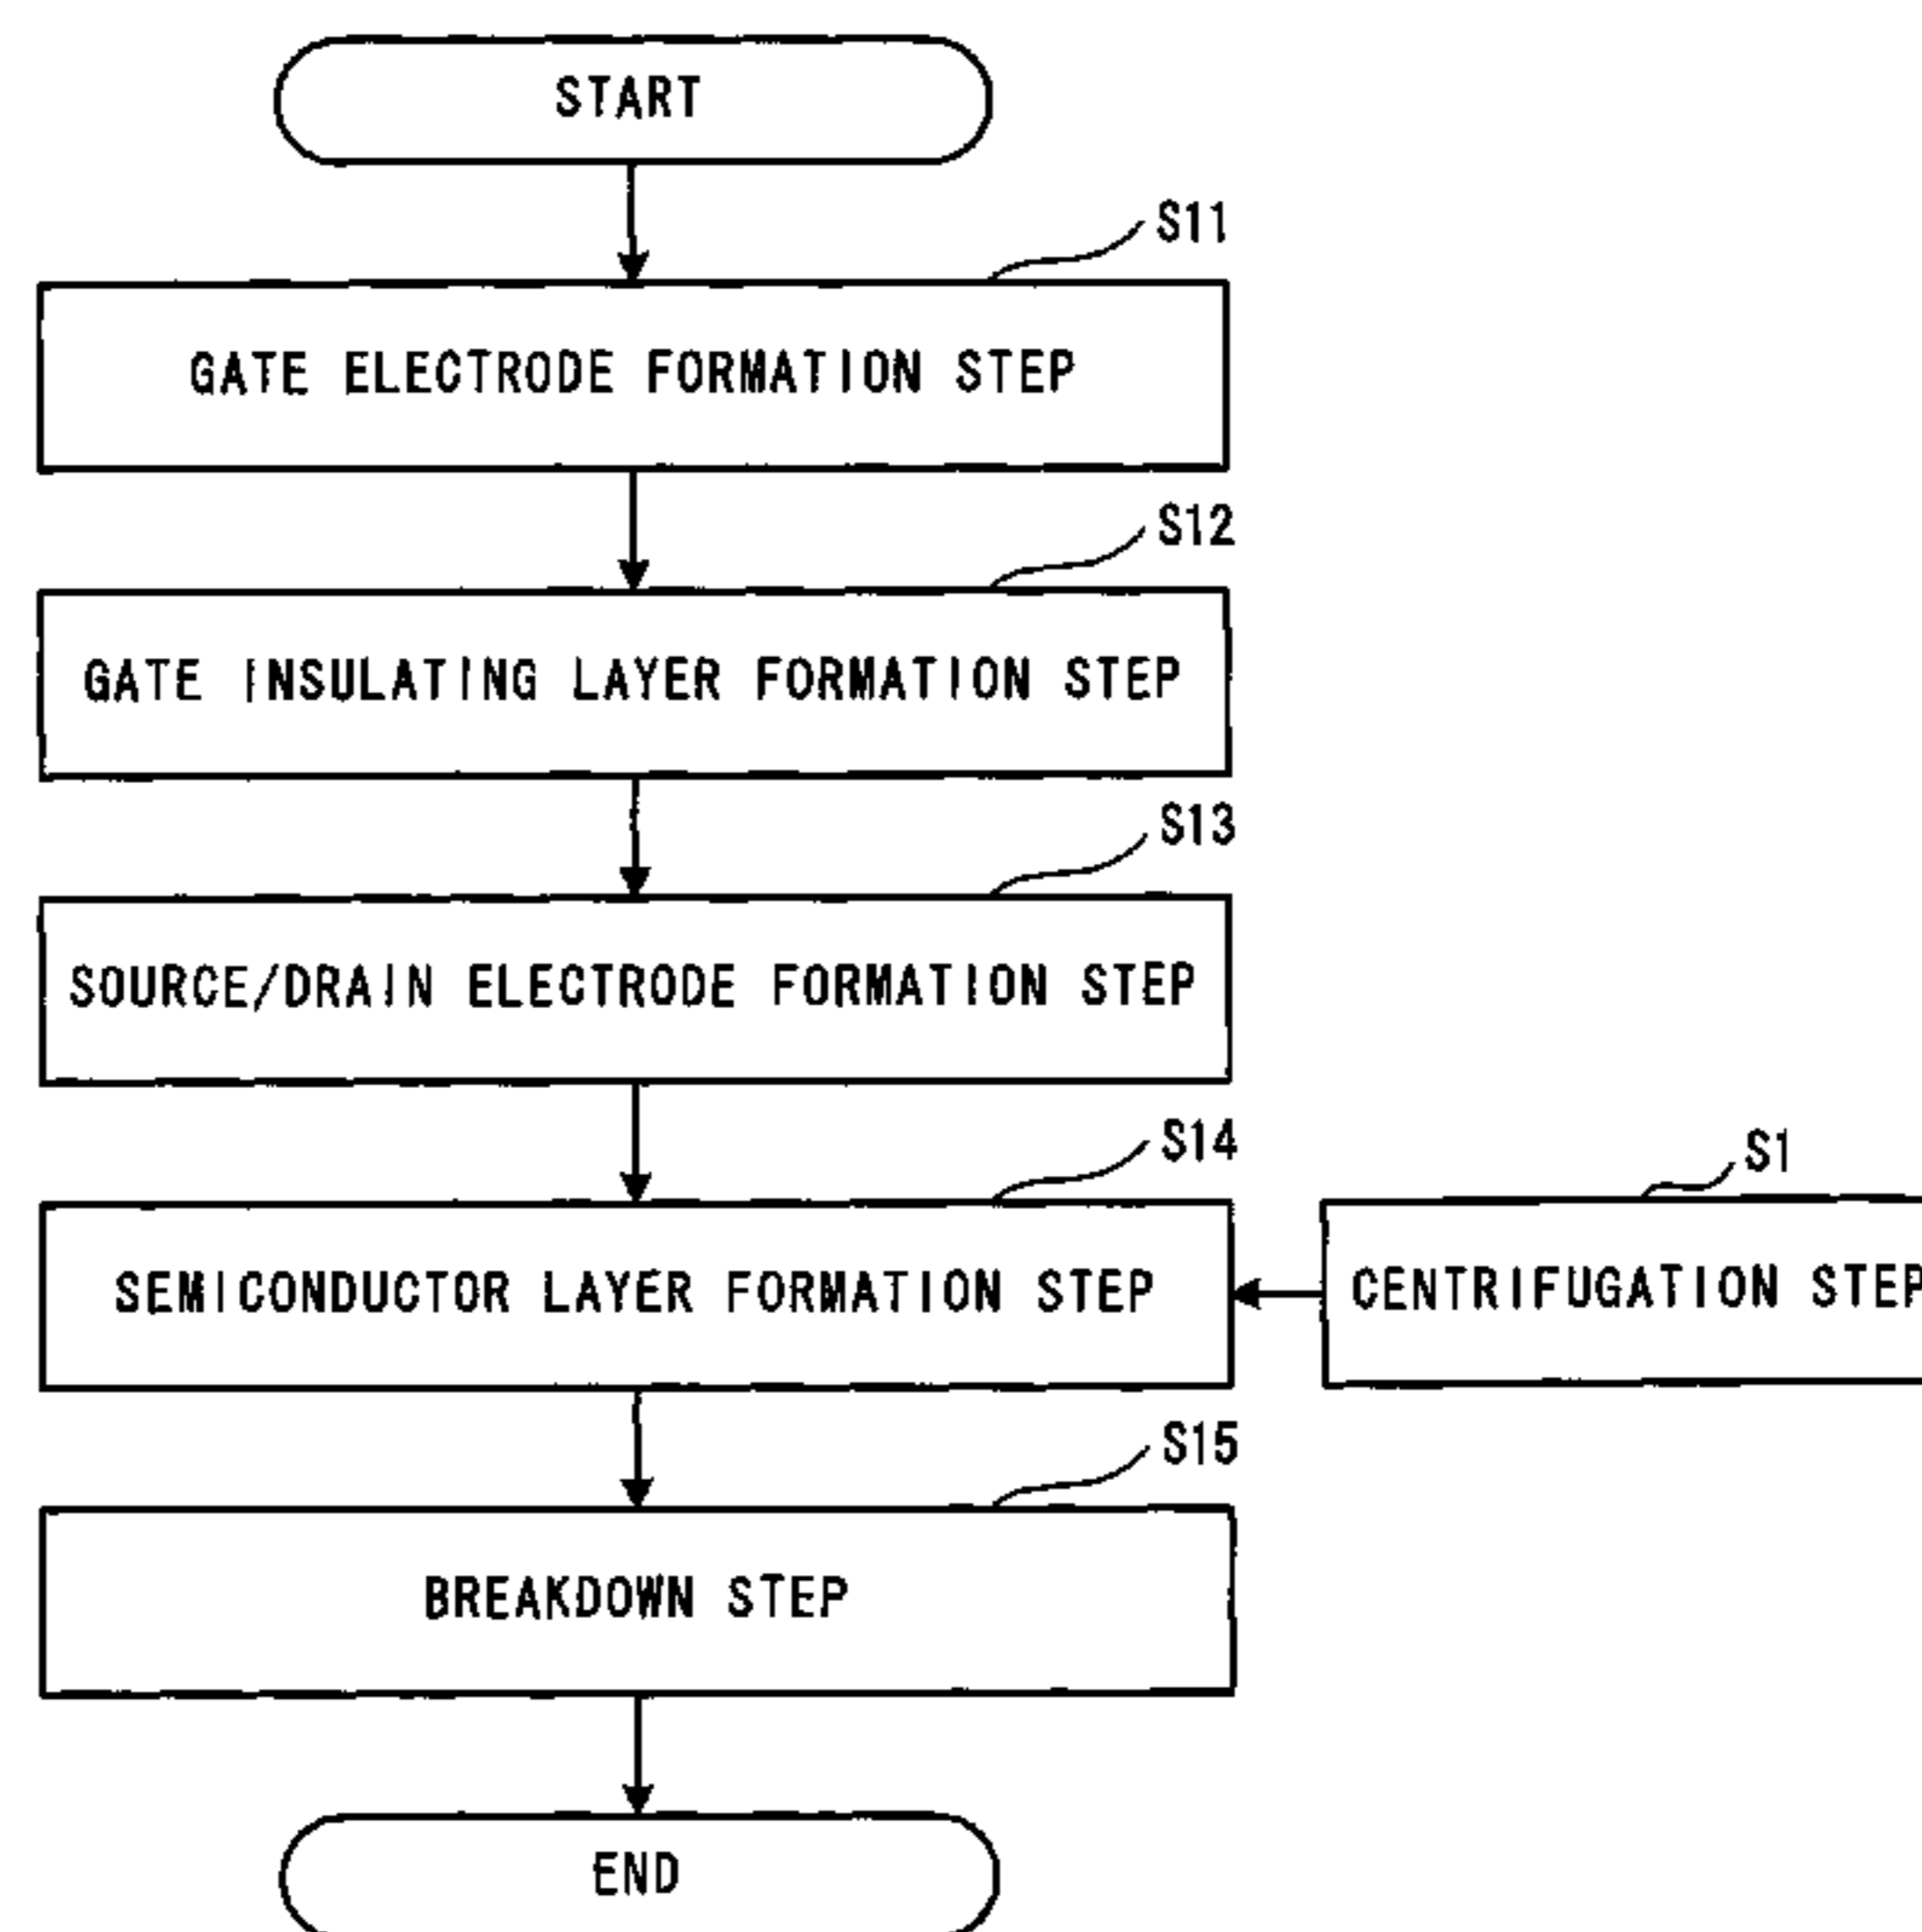 START
S11
GATE ELECTRODE FORMATION STEP
S12
GATE INSULATING LAYER FORMATION STEP
S13
SOURCE/DRAIN ELECTRODE FORMATION STEP
S14
SEMICONDUCTOR LAYER FORMATION STEP
S1
CENTRIFUGATION STEP
S15
BREAKDOWN STEP
END